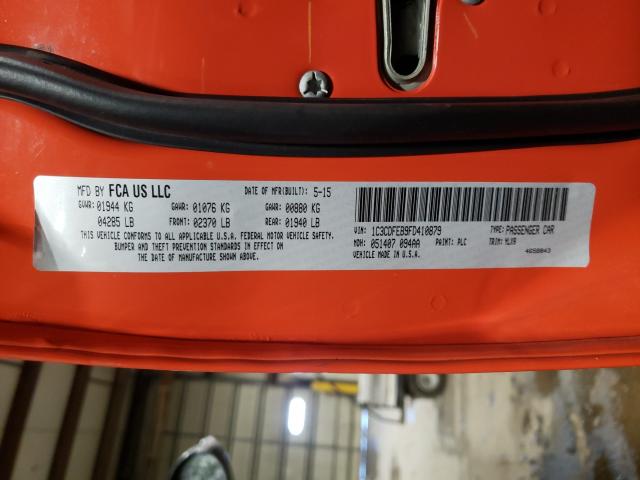 MFD BY FCA US LLC DATE OF MFR(BUILT): 5-15
GVWR: 01944 KG GAWR: 01076 KG GAWR: 00880 KG
04285 LB FRONT: 02370 LB REAR: 01940 LB
THIS VEHICLE CONFORMS TO ALL APPLICABLE U.S.A. FEDERAL MOTOR VEHICLE SAFETY,
BUMPER AND THEFT PREVENTION STANDARDS IN EFFECT ON
THE DATE OF MANUFACTURE SHOWN ABOVE.
VIN: 1C3CDFEB9FD410879 TYPE: PASSENGER CAR
MDH: 051407 094AA PAINT: PLC TRIM: MLX9
VEHICLE MADE IN U.S.A. 4658043